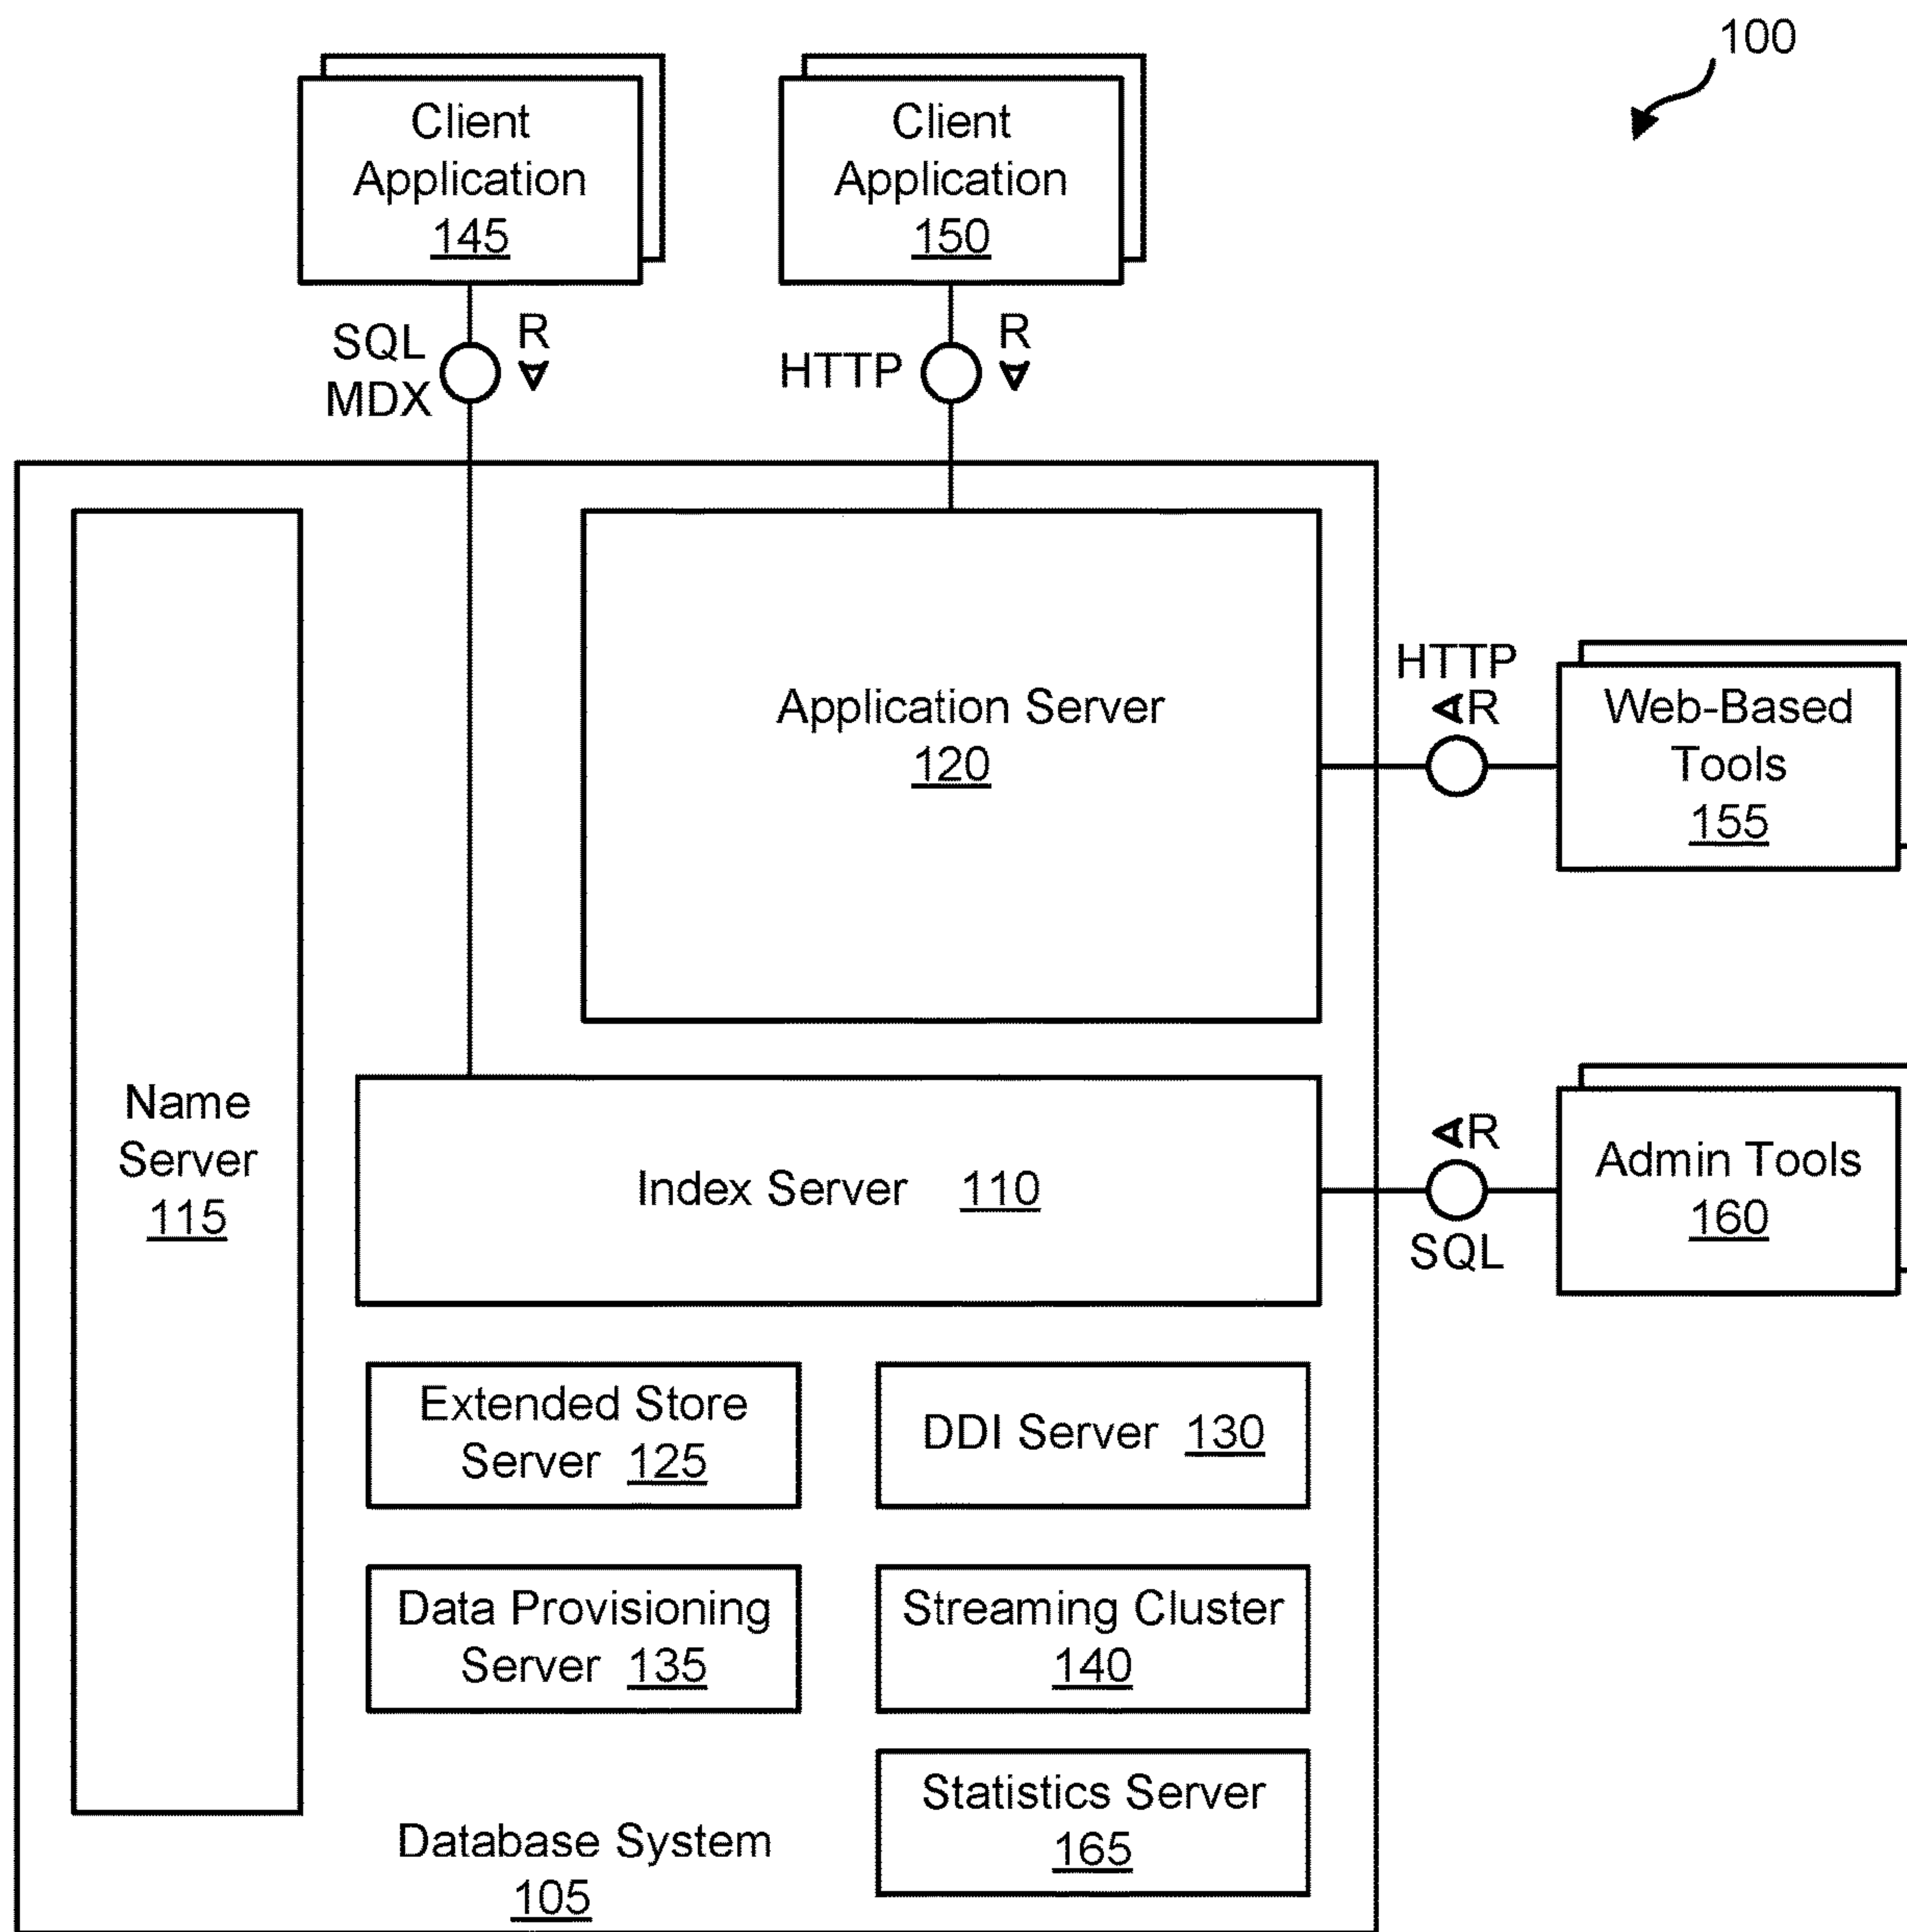 100
Client
Application
145
Client
Application
150
SQL
MDX
R
HTTP
R
Application Server
120
HTTP
R
Web-Based
Tools
155
Name
Server
115
Index Server 110
R
SQL
Admin Tools
160
Extended Store
Server 125
DDI Server 130
Data Provisioning
Server 135
Streaming Cluster
140
Statistics Server
165
Database System
105